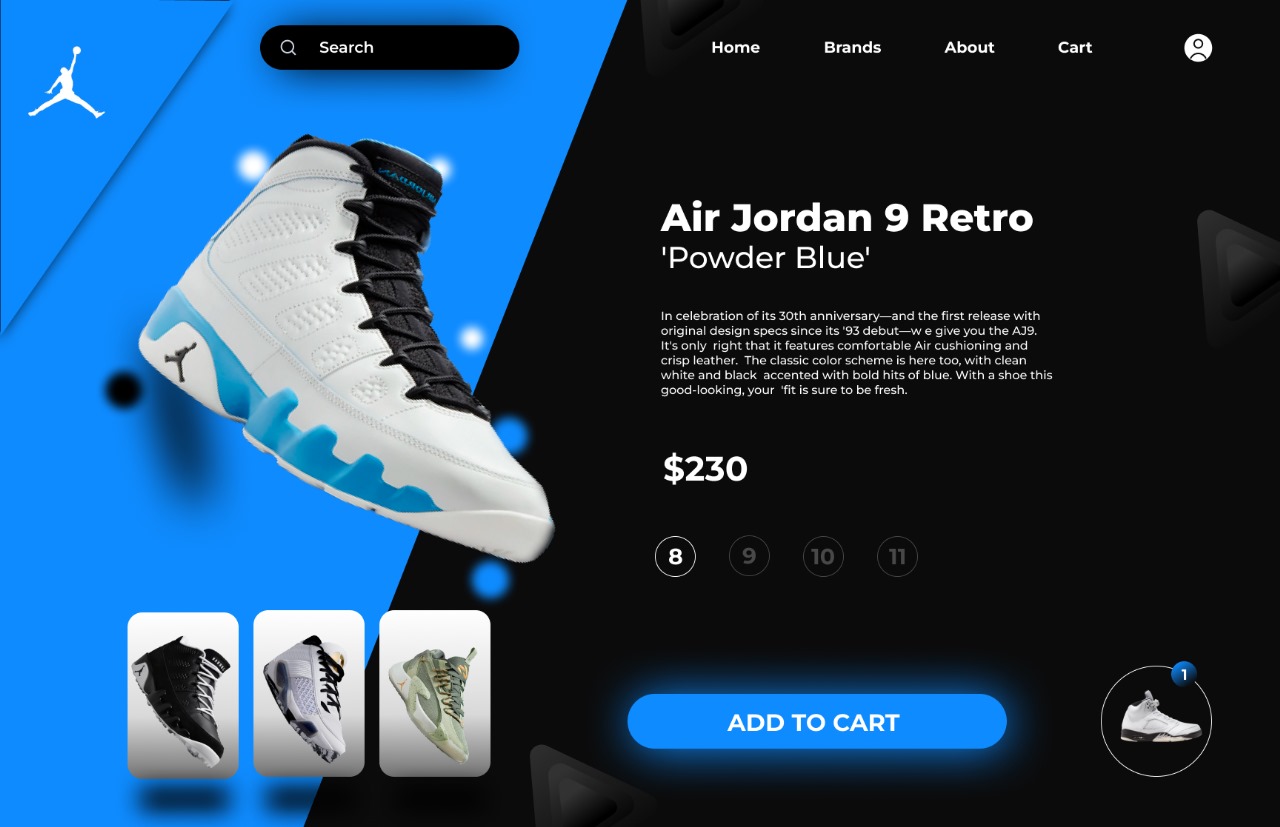 Search
Home
Brands
About
Cart
Air Jordan 9 Retro
'Powder Blue'
In celebration of its 30th anniversary—and the first release with
original design specs since its '93 debut—w e give you the AJ9.
It's only  right that it features comfortable Air cushioning and
crisp leather.  The classic color scheme is here too, with clean
white and black  accented with bold hits of blue. With a shoe this
good-looking, your  'fit is sure to be fresh.
$230
8
9
10
11
ADD TO CART
1